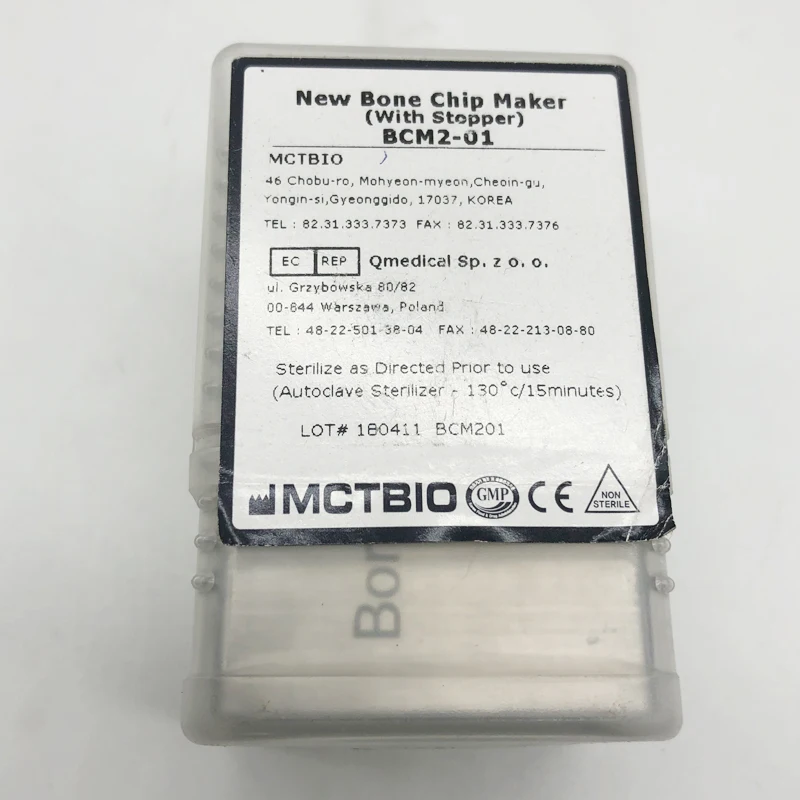 New Bone Chip Maker
(With Stopper)
BCM2-01
MCTBIO
46 Chobu-ro, Mohyeon-myeon,Cheoin-gu,
Yongin-si,Gyeonggido, 17037, KOREA
TEL : 82.31.333.7373 FAX : 82.31.333.7376
EC REP Qmedical Sp. z o. o.
ul. Grzybowska 80/82
00-844 Warszawa, Poland
TEL : 48-22-501-38-04 FAX : 48-22-213-08-80
Sterilize as Directed Prior to use
(Autoclave Sterilizer - 130°c/15minutes)
LOT# 180411 BCM201
MCTBIO GMP CE NON STERILE
Bon